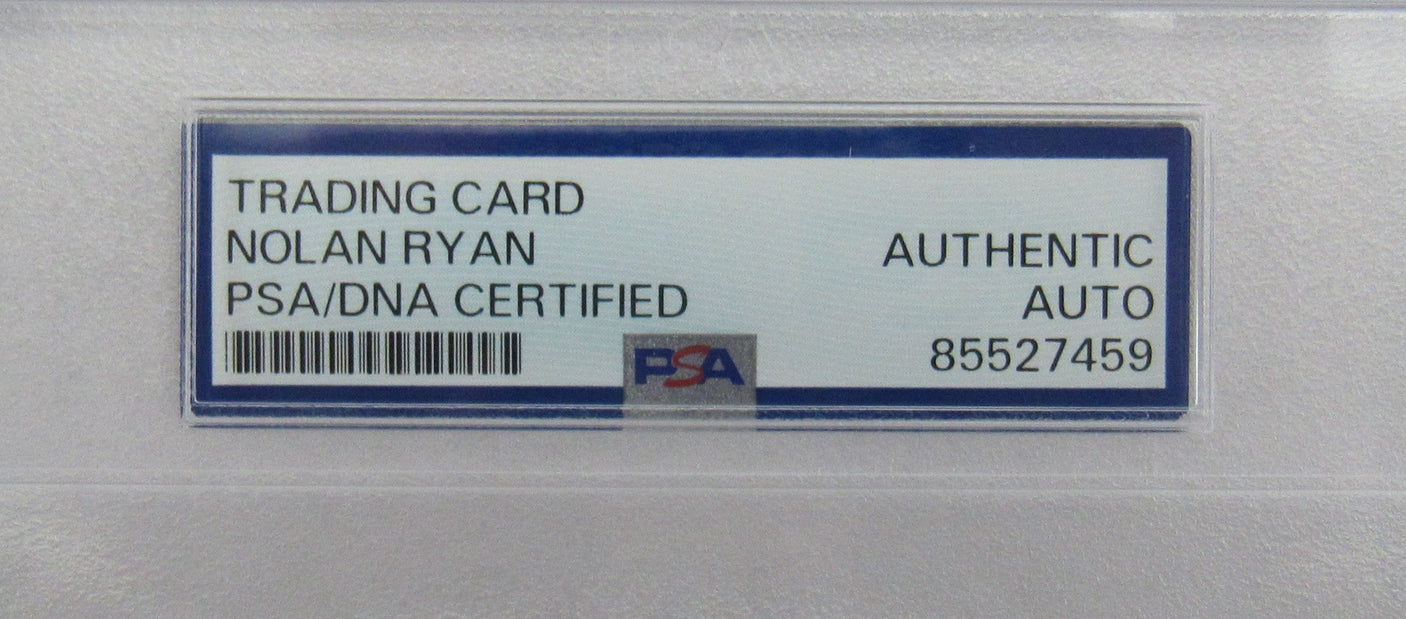 TRADING CARD
NOLAN RYAN
PSA/DNA CERTIFIED
AUTHENTIC
AUTO
85527459
PSA